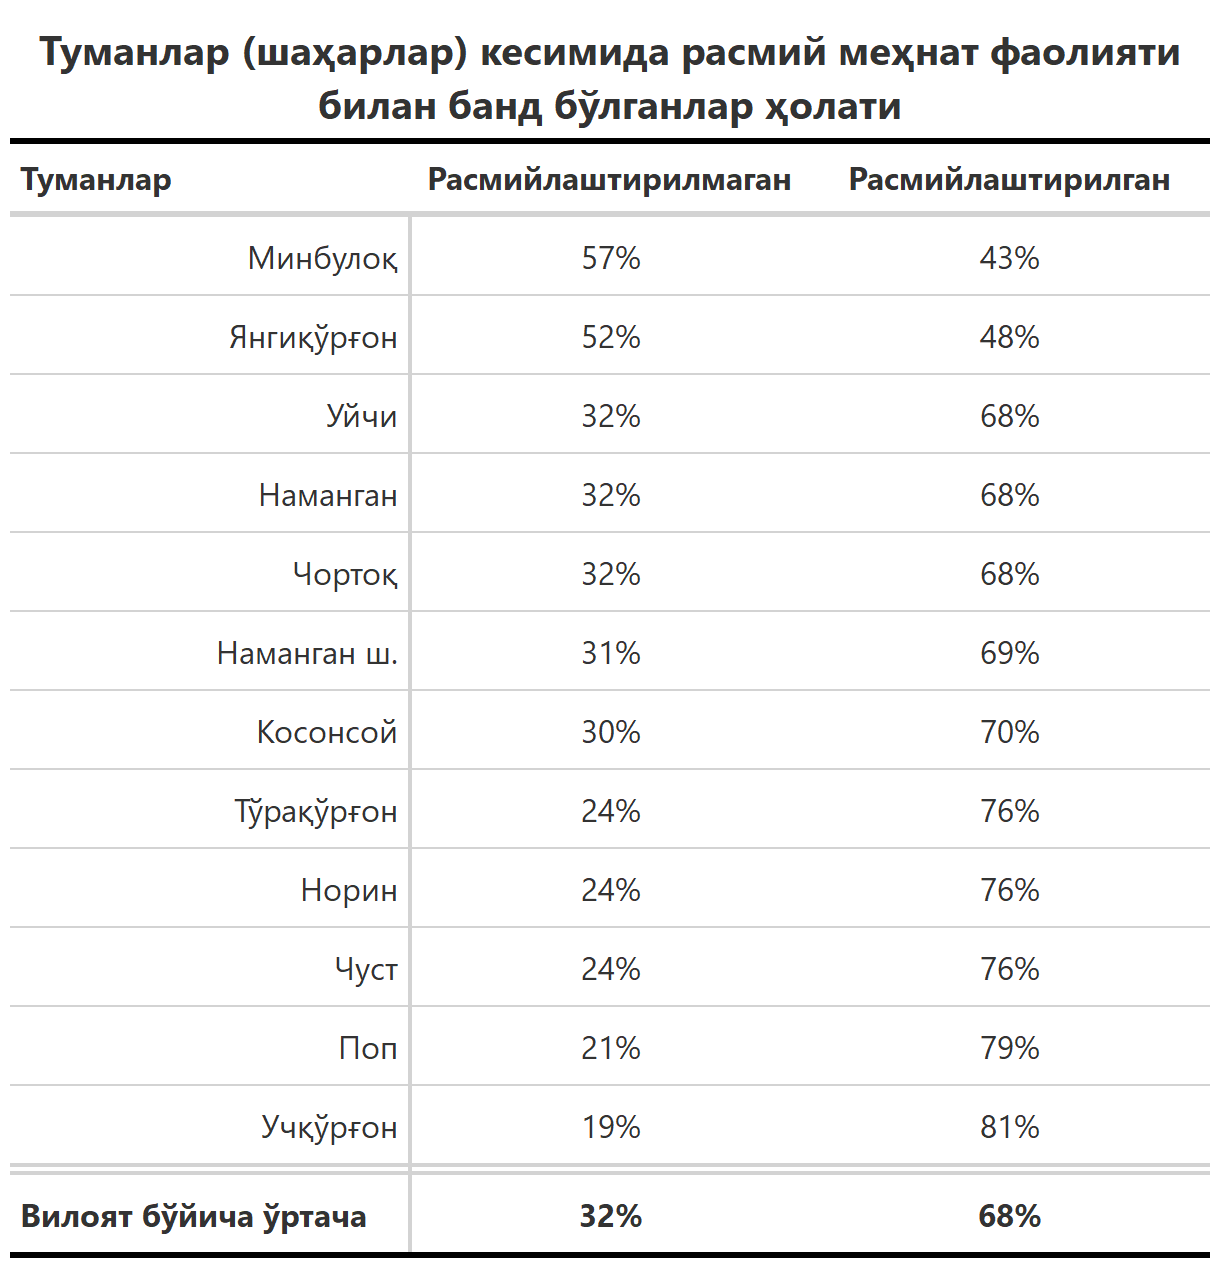 Туманлар (шаҳарлар) кесимида расмий меҳнат фаолияти
билан банд бўлганлар ҳолати
Туманлар Расмийлаштирилмаган Расмийлаштирилган
Минбулоқ 57% 43%
Янгиқўрғон 52% 48%
Уйчи 32% 68%
Наманган 32% 68%
Чортоқ 32% 68%
Наманган ш. 31% 69%
Косонсой 30% 70%
Тўрақўрғон 24% 76%
Норин 24% 76%
Чуст 24% 76%
Поп 21% 79%
Учқўрғон 19% 81%
Вилоят бўйича ўртача 32% 68%